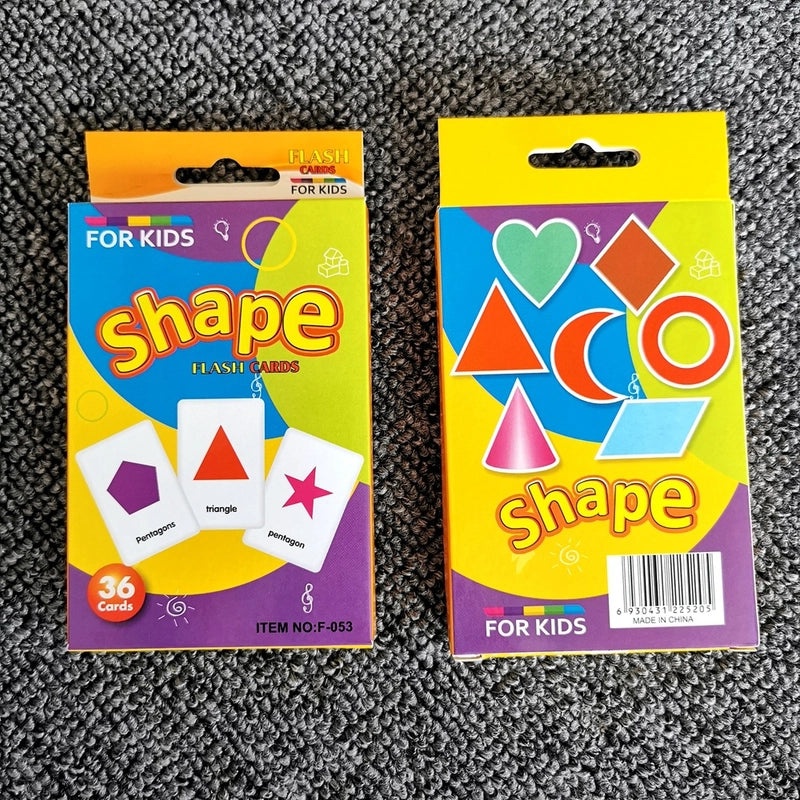 FLASH
CARDS
FOR KIDS
FOR KIDS
Shape
FLASH CARDS
Pentagons
triangle
pentagon
36
Cards
ITEM NO:F-053
Shape
FOR KIDS
6 930431 225205
MADE IN CHINA